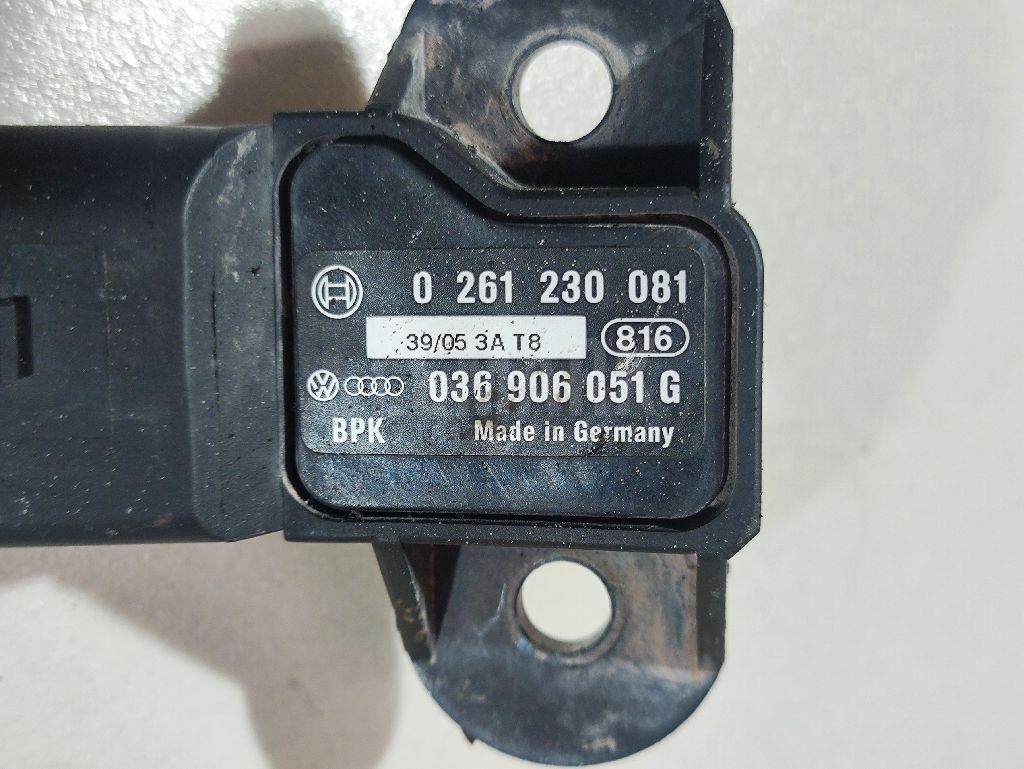 0 261 230 081
39/05 3A T8 816
036 906 051 G
BPK Made in Germany